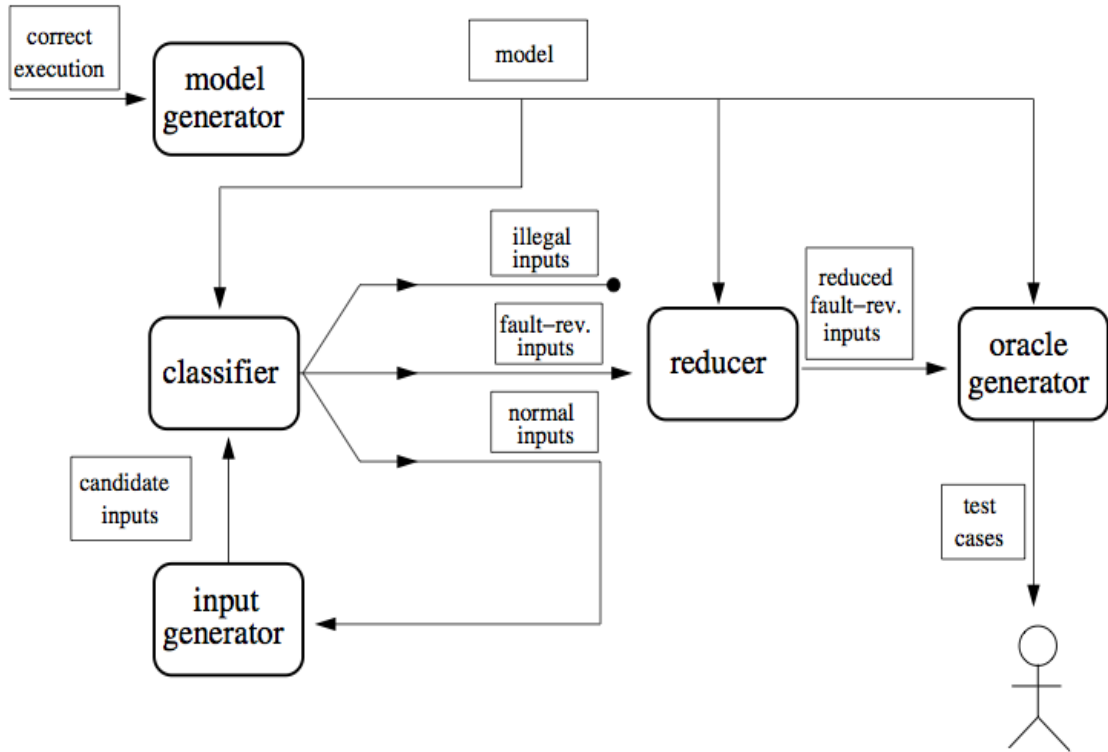 correct
execution
model
generator
model
illegal
inputs
fault-rev.
inputs
normal
inputs
classifier
reducer
reduced
fault-rev.
inputs
oracle
generator
candidate
inputs
input
generator
test
cases